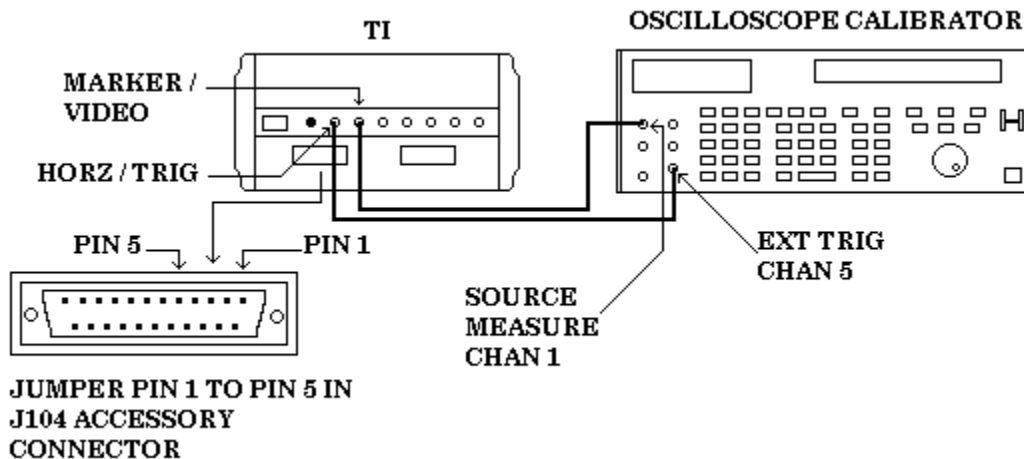 OSCILLOSCOPE CALIBRATOR
TI
MARKER /
VIDEO
HORZ / TRIG
PIN 5
PIN 1
EXT TRIG
CHAN 5
SOURCE
MEASURE
CHAN 1
JUMPER PIN 1 TO PIN 5 IN
J104 ACCESSORY
CONNECTOR